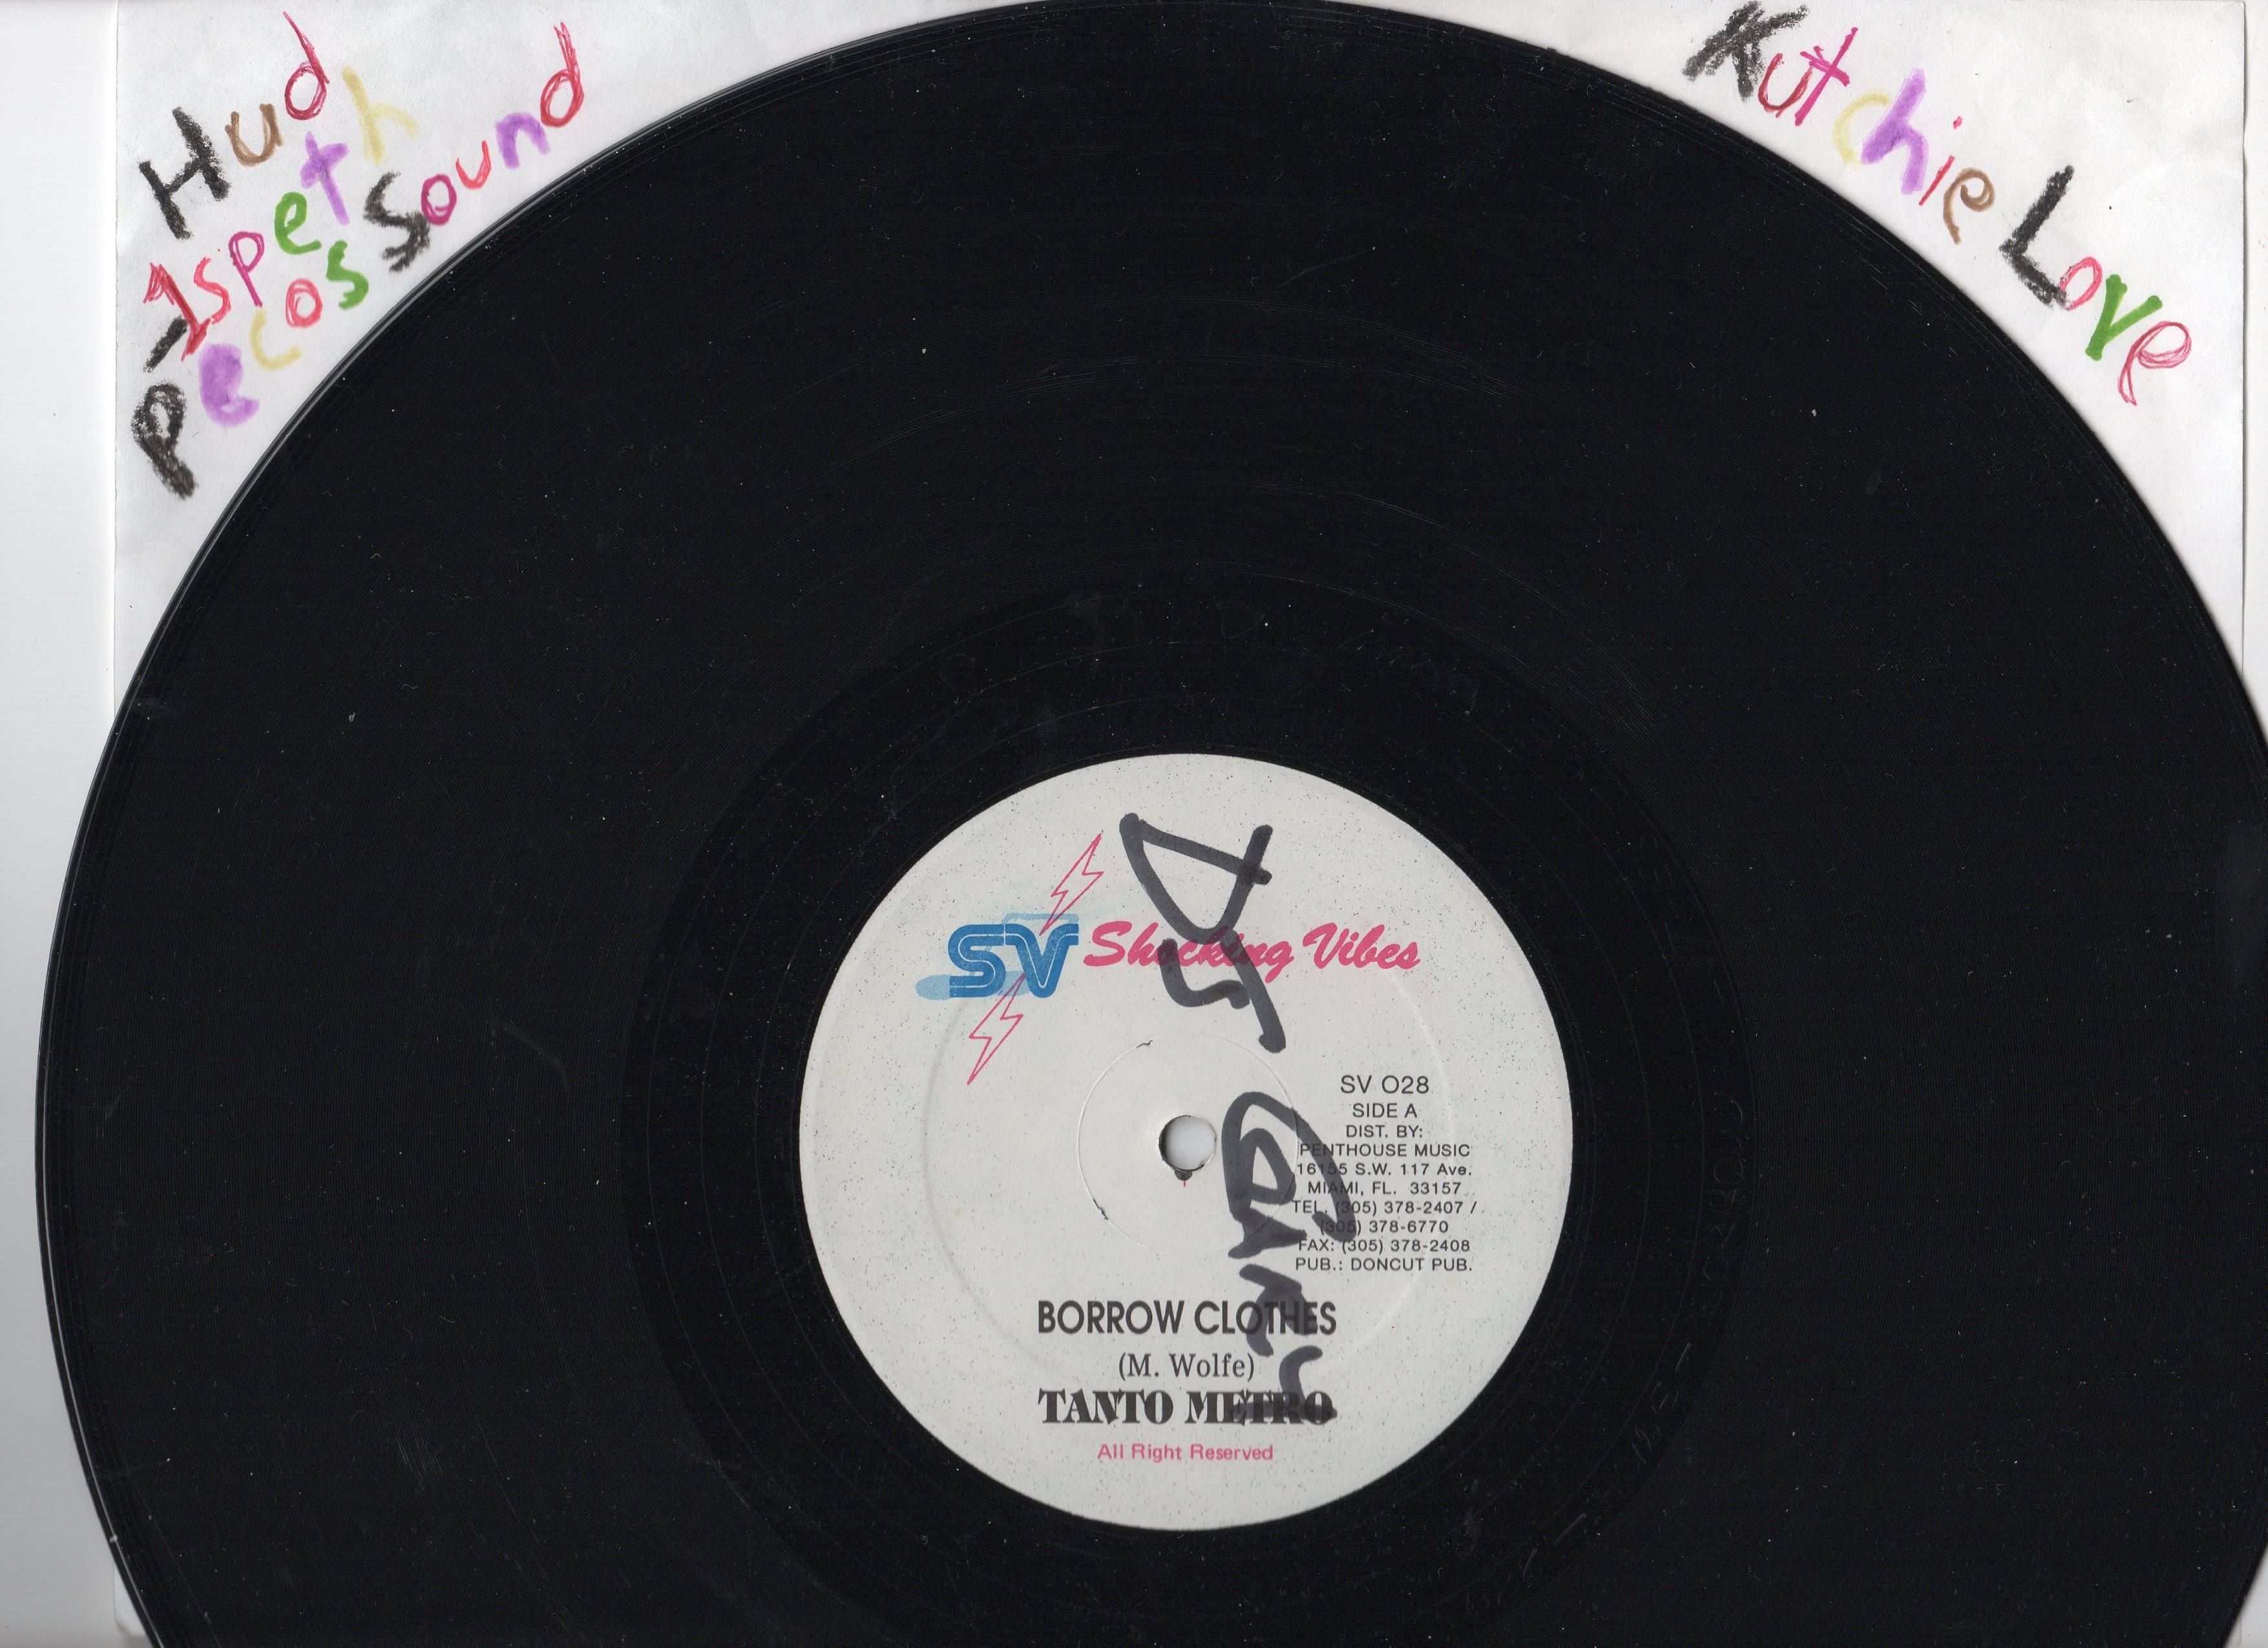 Hud
-1speth
Pecos Sound
Kutchie Love
SV Shocking Vibes
SV 028
SIDE A
DIST. BY:
PENTHOUSE MUSIC
16155 S.W. 117 Ave.
MIAMI, FL. 33157
TEL. (305) 378-2407 /
(305) 378-6770
FAX: (305) 378-2408
PUB.: DONCUT PUB.
BORROW CLOTHES
(M. Wolfe)
TANTO METRO
All Right Reserved